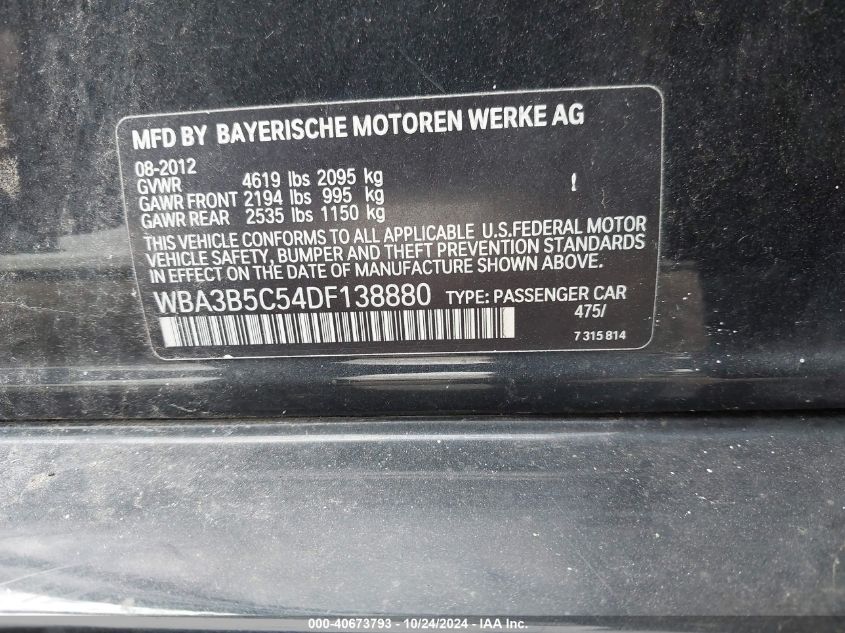 MFD BY BAYERISCHE MOTOREN WERKE AG
08-2012
GVWR 4619 lbs 2095 kg
GAWR FRONT 2194 lbs 995 kg
GAWR REAR 2535 lbs 1150 kg
THIS VEHICLE CONFORMS TO ALL APPLICABLE U.S.FEDERAL MOTOR
VEHICLE SAFETY, BUMPER AND THEFT PREVENTION STANDARDS
IN EFFECT ON THE DATE OF MANUFACTURE SHOWN ABOVE.
WBA3B5C54DF138880 TYPE: PASSENGER CAR
475/
7 315 814
000-40673793 - 10/24/2024 - IAA Inc.